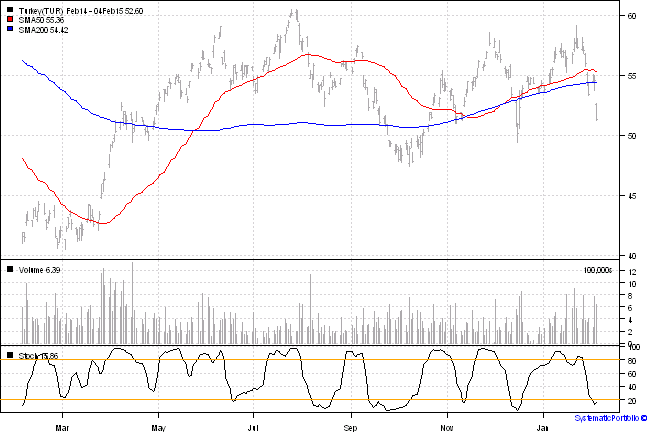 Turkey(TUR) Feb14 - 04Feb15 52.60
SMA50 55.36
SMA200 54.42
60
55
50
45
40
Volume 6.39
100,000s
12
10
8
6
4
2
0
Stoch 15.86
100
80
60
40
20
Mar May Jul Sep Nov Jan
SystematicPortfolio ©